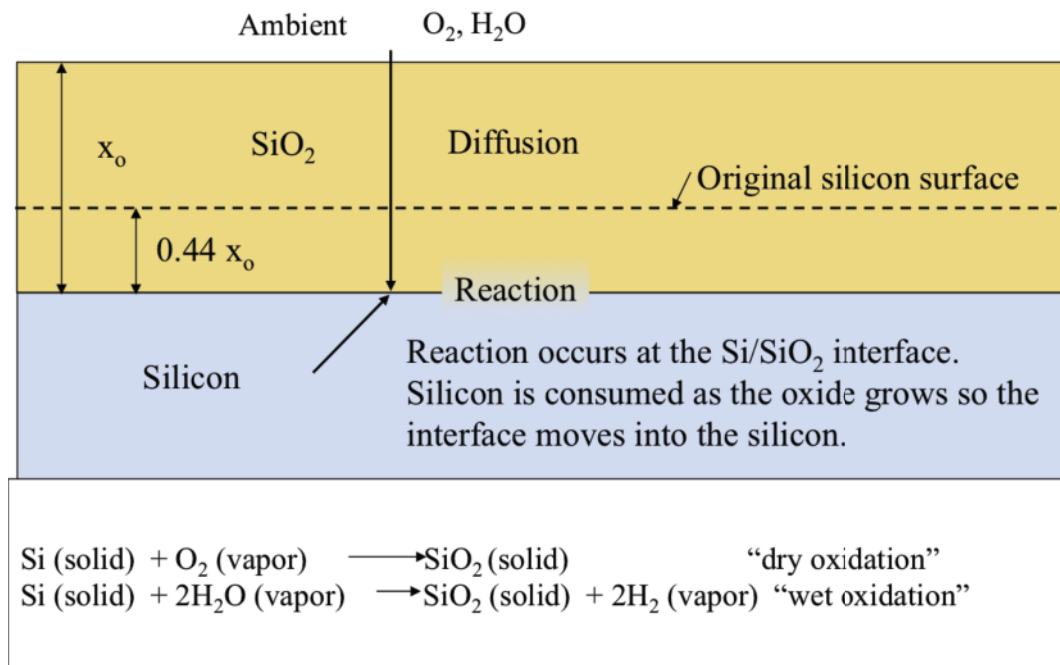 Ambient O₂, H₂O
xₒ
SiO₂
Diffusion
Original silicon surface
0.44 xₒ
Reaction
Silicon
Reaction occurs at the Si/SiO₂ interface.
Silicon is consumed as the oxide grows so the
interface moves into the silicon.
Si (solid) + O₂ (vapor) → SiO₂ (solid) “dry oxidation”
Si (solid) + 2H₂O (vapor) → SiO₂ (solid) + 2H₂ (vapor) “wet oxidation”